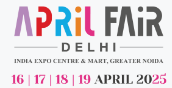 APRiL FAiR
DELHI
INDIA EXPO CENTRE & MART, GREATER NOIDA
16 | 17 | 18 | 19 APRIL 2025